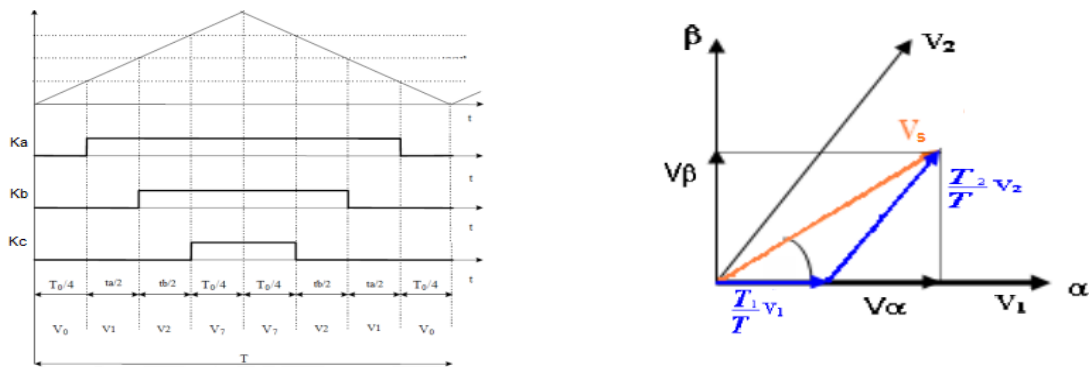 t
Ka
t
Kb
t
Kc
t
T₀/4 ta/2 tb/2 T₀/4 T₀/4 tb/2 ta/2 T₀/4
V₀ V1 V2 V₇ V₇ V₂ V₁ V₀
T
β
V₂
Vₛ
Vβ
T₂/T V₂
T₁/T V₁
Vα
V₁
α